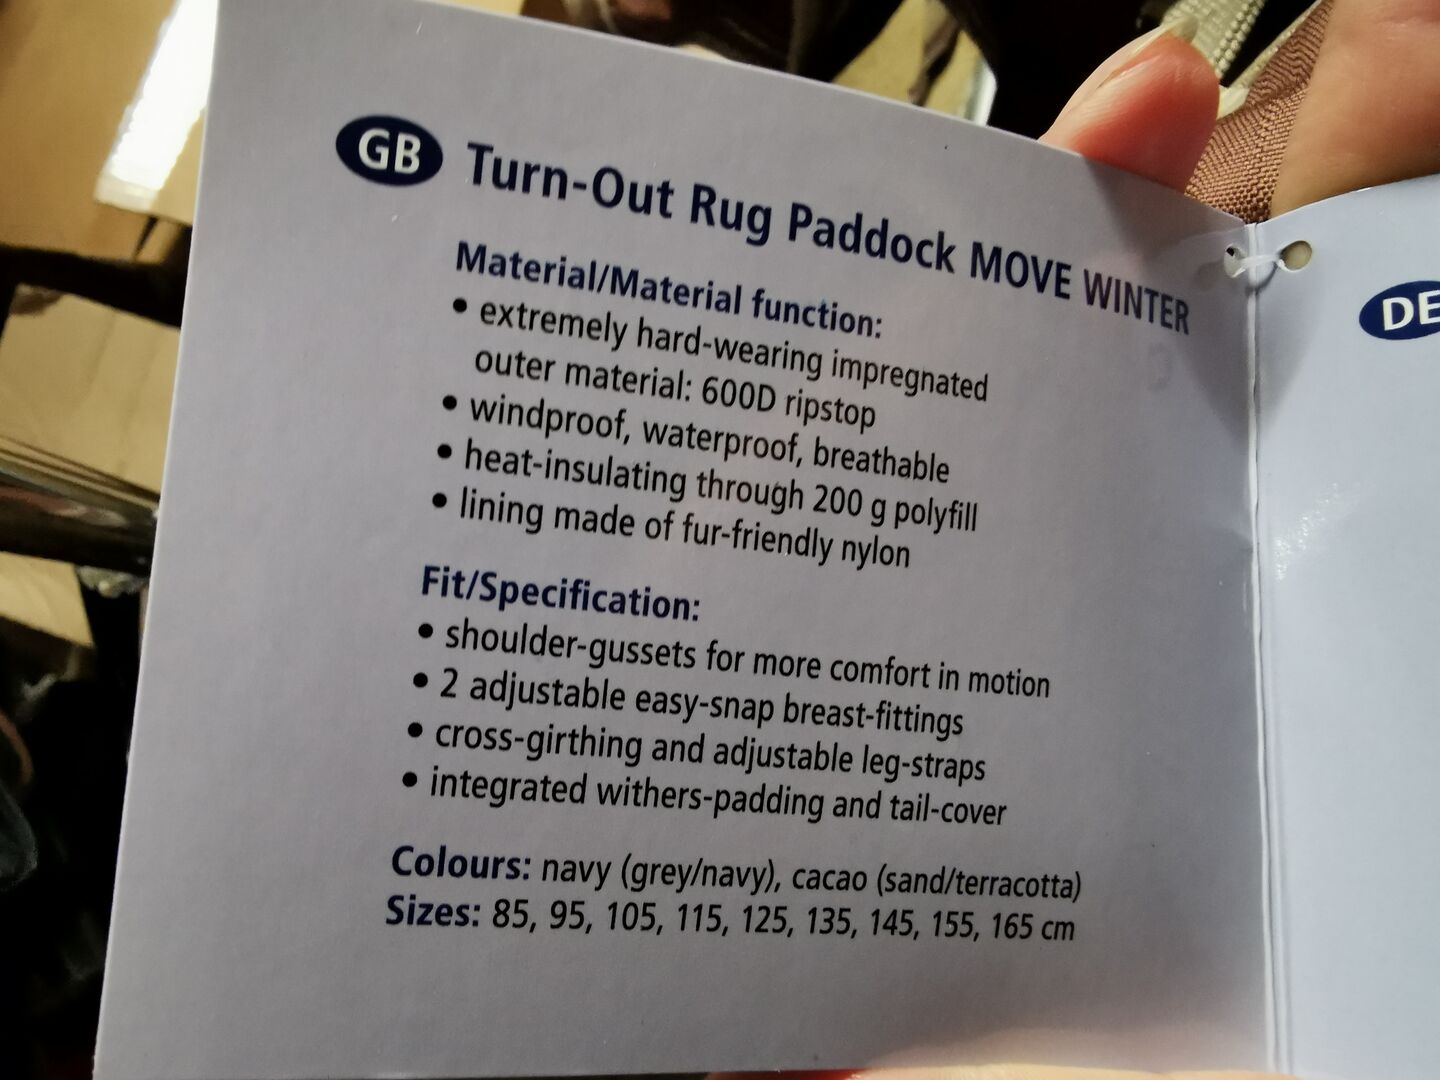 GB Turn-Out Rug Paddock MOVE WINTER
Material/Material function:
• extremely hard-wearing impregnated
outer material: 600D ripstop
• windproof, waterproof, breathable
• heat-insulating through 200 g polyfill
• lining made of fur-friendly nylon
Fit/Specification:
• shoulder-gussets for more comfort in motion
• 2 adjustable easy-snap breast-fittings
• cross-girthing and adjustable leg-straps
• integrated withers-padding and tail-cover
Colours: navy (grey/navy), cacao (sand/terracotta)
Sizes: 85, 95, 105, 115, 125, 135, 145, 155, 165 cm
DE